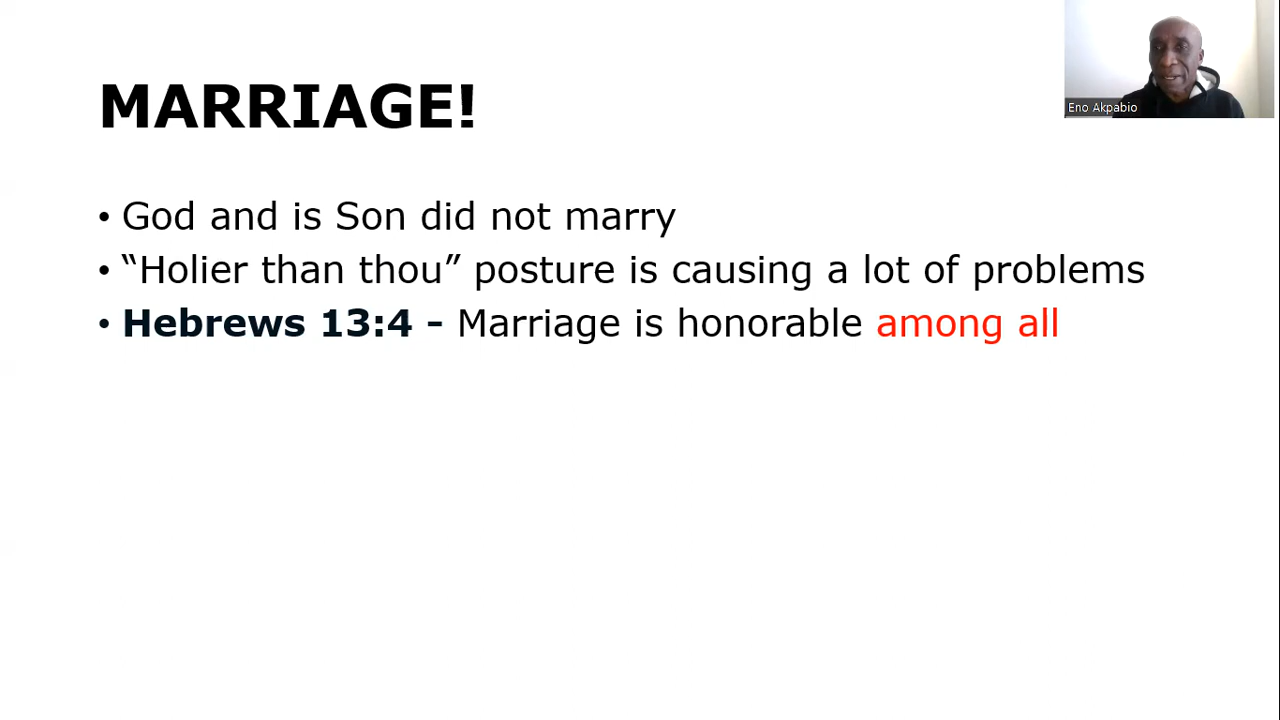 MARRIAGE!
• God and is Son did not marry
• “Holier than thou” posture is causing a lot of problems
• Hebrews 13:4 - Marriage is honorable among all
Eno Akpabio